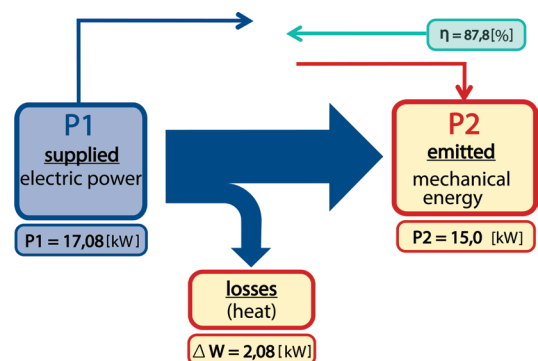 η = 87,8 [%]
P1
supplied
electric power
P1 = 17,08 [kW]
P2
emitted
mechanical
energy
P2 = 15,0 [kW]
losses
(heat)
△ W = 2,08 [kW]